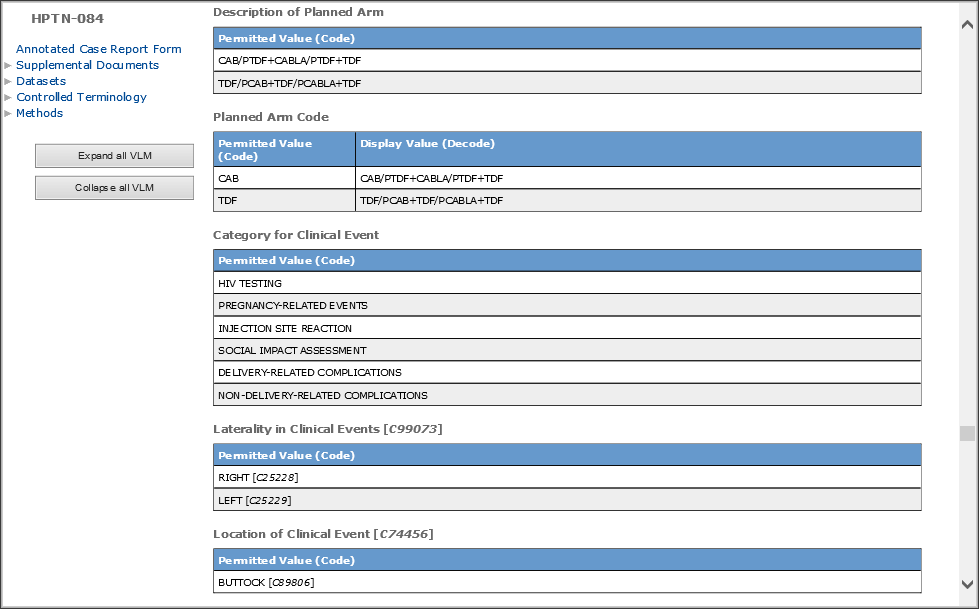 HPTN-084
Annotated Case Report Form
Supplemental Documents
Datasets
Controlled Terminology
Methods
Expand all VLM
Collapse all VLM
Description of Planned Arm
Permitted Value (Code)
CAB/PTDF+CABLA/PTDF+TDF
TDF/PCAB+TDF/PCABLA+TDF
Planned Arm Code
Permitted Value (Code) Display Value (Decode)
CAB CAB/PTDF+CABLA/PTDF+TDF
TDF TDF/PCAB+TDF/PCABLA+TDF
Category for Clinical Event
Permitted Value (Code)
HIV TESTING
PREGNANCY-RELATED EVENTS
INJECTION SITE REACTION
SOCIAL IMPACT ASSESSMENT
DELIVERY-RELATED COMPLICATIONS
NON-DELIVERY-RELATED COMPLICATIONS
Laterality in Clinical Events [C99073]
Permitted Value (Code)
RIGHT [C25228]
LEFT [C25229]
Location of Clinical Event [C74456]
Permitted Value (Code)
BUTTOCK [C89806]